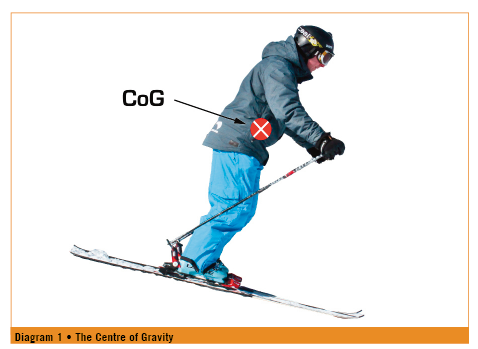 CoG
Diagram 1 • The Centre of Gravity